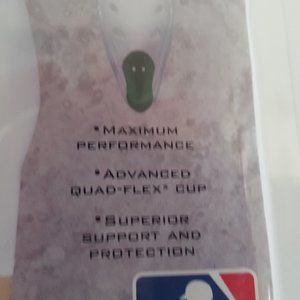 *MAXIMUM
PERFORMANCE
*ADVANCED
QUAD-FLEX® CUP
*SUPERIOR
SUPPORT AND
PROTECTION